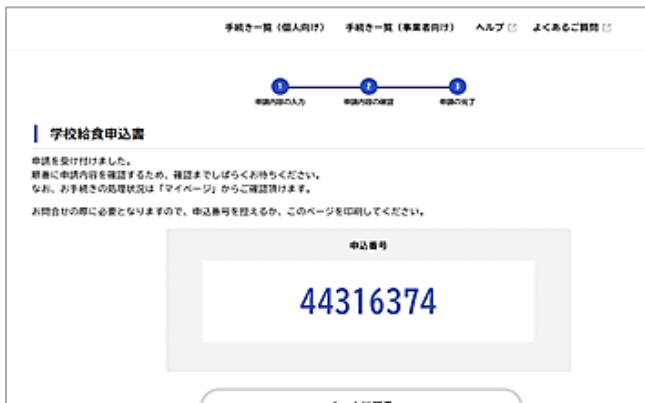 手続き一覧（個人向け）　手続き一覧（事業者向け）　ヘルプ　よくあるご質問
1　2　3
申請内容の入力　申請内容の確認　申請の完了
学校給食申込書
申請を受け付けました。
順番に申請内容を確認するため、確認までしばらくお待ちください。
なお、お手続きの処理状況は「マイページ」からご確認頂けます。
お問合せの際に必要となりますので、申込番号を控えるか、このページを印刷してください。
申込番号
44316374